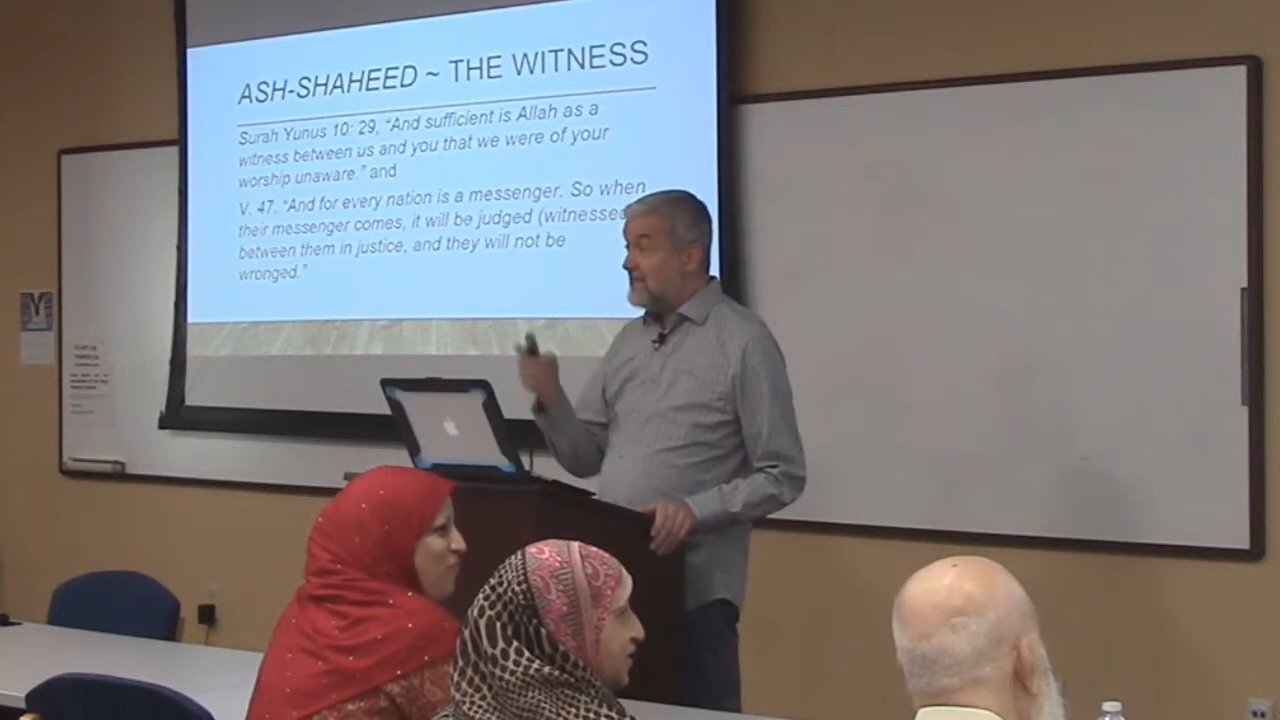 ASH-SHAHEED ~ THE WITNESS
Surah Yunus 10: 29, “And sufficient is Allah as a
witness between us and you that we were of your
worship unaware.” and
V. 47. “And for every nation is a messenger. So when
their messenger comes, it will be judged (witnessed
between them in justice, and they will not be
wronged.”